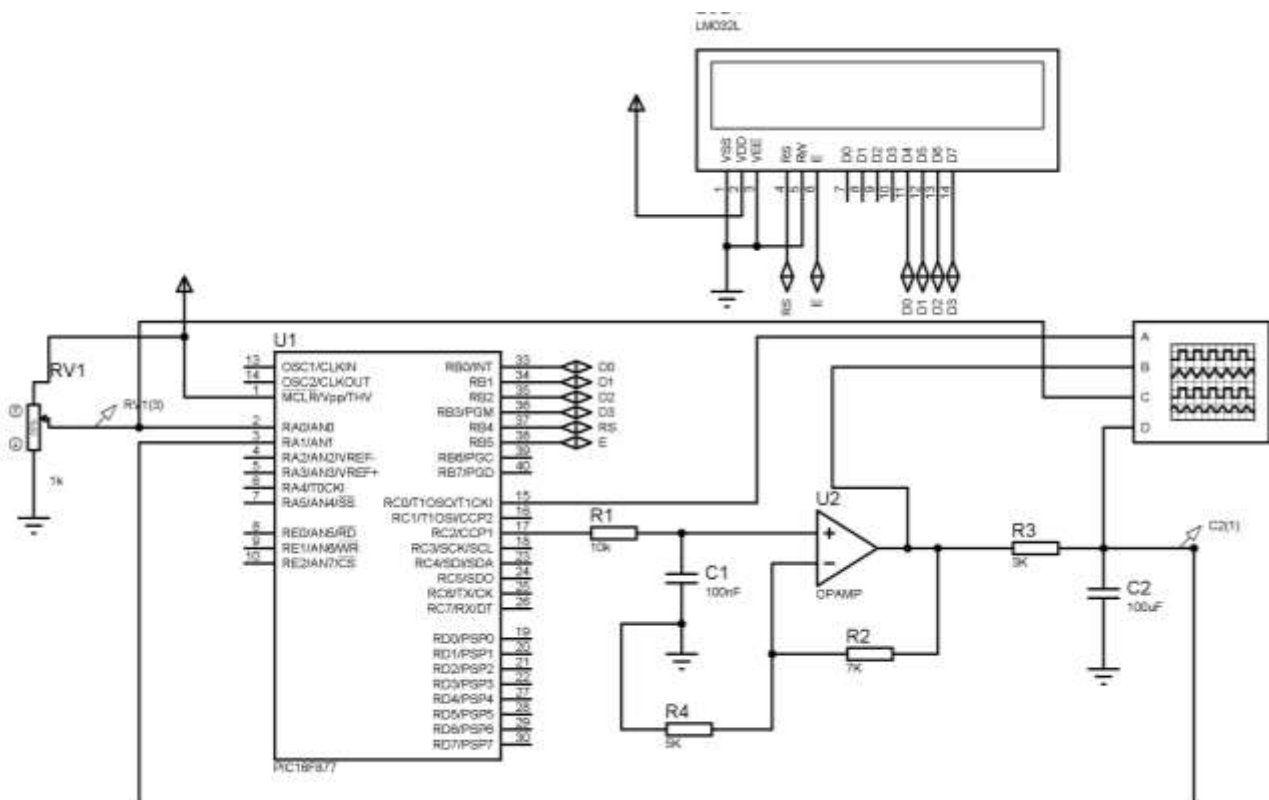 LM032L
VSS
VDD
VEE
RS
RW
E
D0
D1
D2
D3
D4
D5
D6
D7
1
2
3
4
5
6
7
8
9
10
11
12
13
14
RS
E
D0
D1
D2
D3
RV1
RV1(3)
1k
U1
13 OSC1/CLKIN
14 OSC2/CLKOUT
1 MCLR/Vpp/THV
2 RA0/AN0
3 RA1/AN1
4 RA2/AN2/VREF-
5 RA3/AN3/VREF+
6 RA4/T0CKI
7 RA5/AN4/SS
8 RE0/AN5/RD
9 RE1/AN6/WR
10 RE2/AN7/CS
RB0/INT 33 D0
RB1 34 D1
RB2 35 D2
RB3/PGM 36 D3
RB4 37 RS
RB5 38 E
RB6/PGC 39
RB7/PGD 40
RC0/T1OSO/T1CKI 15
RC1/T1OSI/CCP2 16
RC2/CCP1 17
RC3/SCK/SCL 18
RC4/SDI/SDA 23
RC5/SDO 24
RC6/TX/CK 25
RC7/RX/DT 26
RD0/PSP0 19
RD1/PSP1 20
RD2/PSP2 21
RD3/PSP3 22
RD4/PSP4 27
RD5/PSP5 28
RD6/PSP6 29
RD7/PSP7 30
PIC16F877
R1
10k
C1
100nF
U2
OPAMP
R2
7K
R4
R3
3K
C2
100uF
C2(1)
A
B
C
D